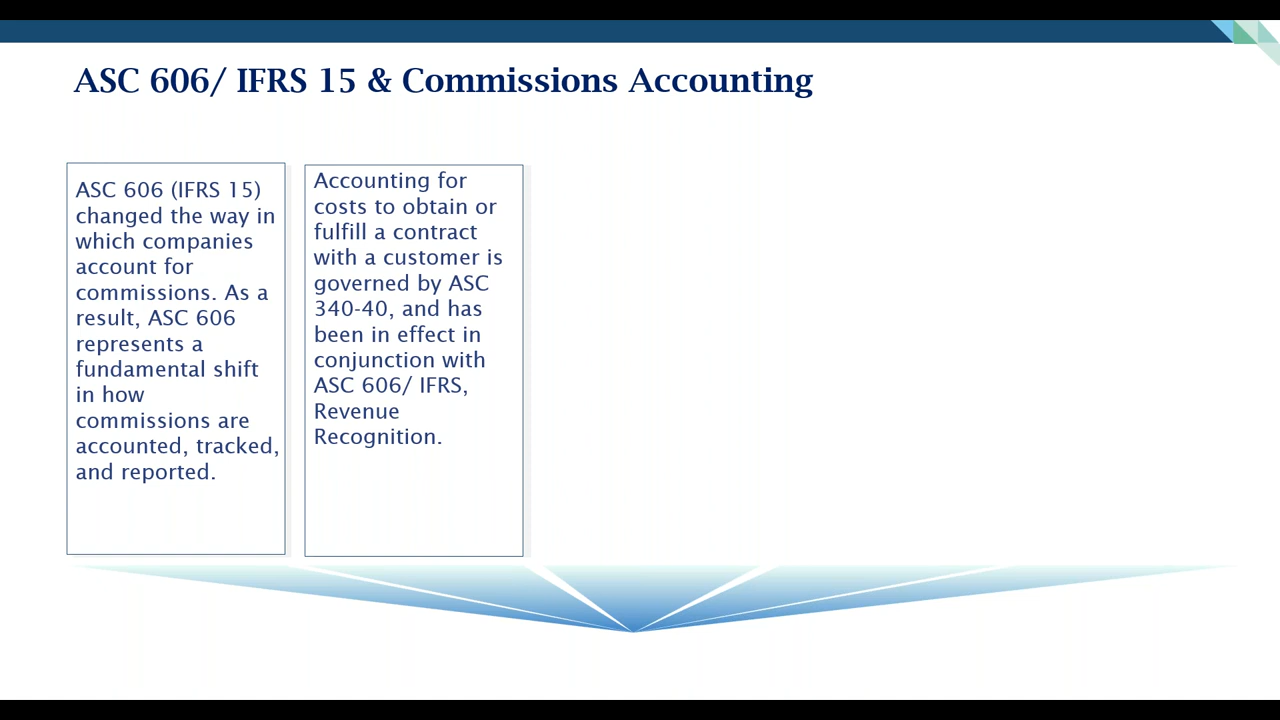 ASC 606/ IFRS 15 & Commissions Accounting
ASC 606 (IFRS 15)
changed the way in
which companies
account for
commissions. As a
result, ASC 606
represents a
fundamental shift
in how
commissions are
accounted, tracked,
and reported.
Accounting for
costs to obtain or
fulfill a contract
with a customer is
governed by ASC
340-40, and has
been in effect in
conjunction with
ASC 606/ IFRS,
Revenue
Recognition.